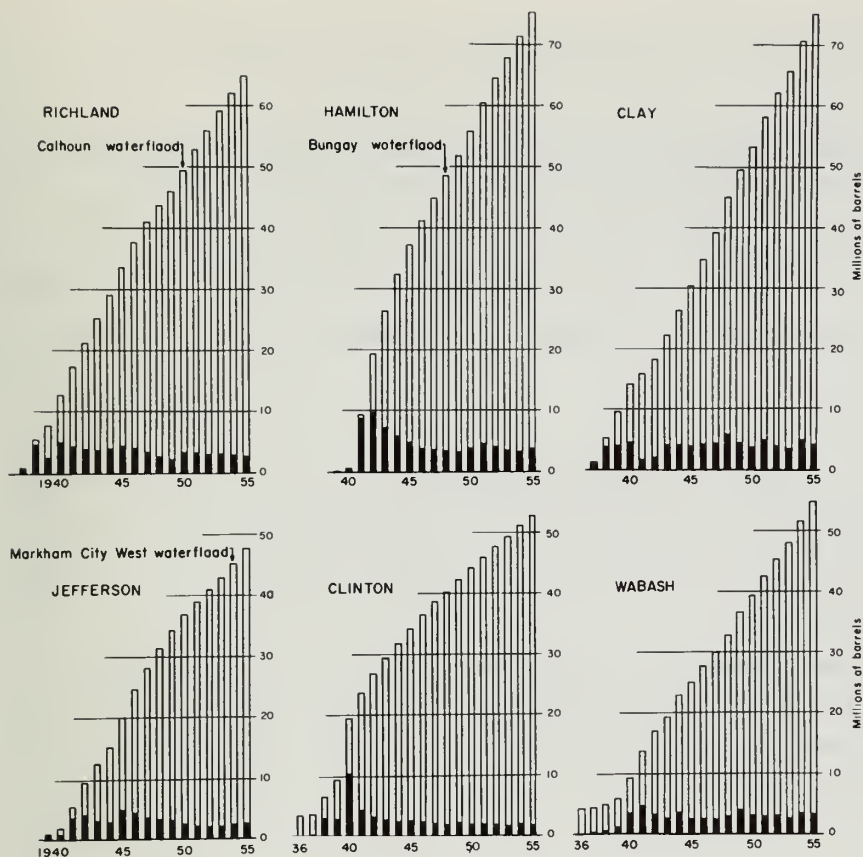 RICHLAND
Calhoun waterflood
60
50
40
30
20
10
0
1940 45 50 55
HAMILTON
Bungay waterflood
70
60
50
40
30
20
10
0
40 45 50 55
CLAY
70
60
50
40
30
20
10
0
40 45 50 55
Millions of barrels
Markham City West waterflood
JEFFERSON
50
40
30
20
10
0
1940 45 50 55
CLINTON
50
40
30
20
10
0
36 40 45 50 55
WABASH
50
40
30
20
10
0
36 40 45 50 55
Millions of barrels